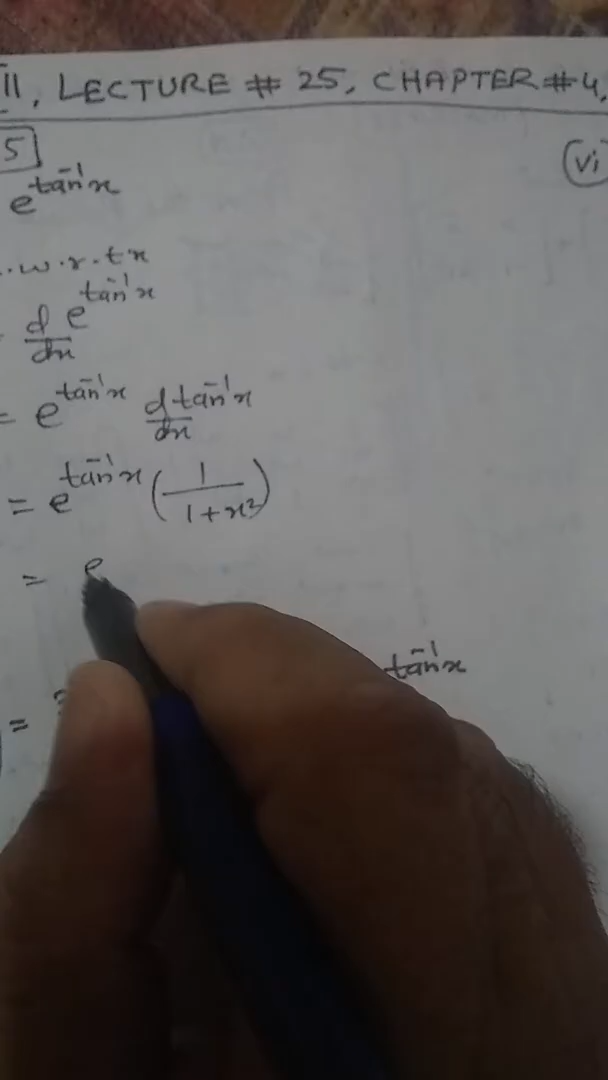 II, LECTURE # 25, CHAPTER #4,
5] (vi
e^tan⁻¹x
. w.r.t x
d/dx e^tan⁻¹x
= e^tan⁻¹x d tan⁻¹x/dx
= e^tan⁻¹x (1/1+x²)
= e
tan⁻¹x
=